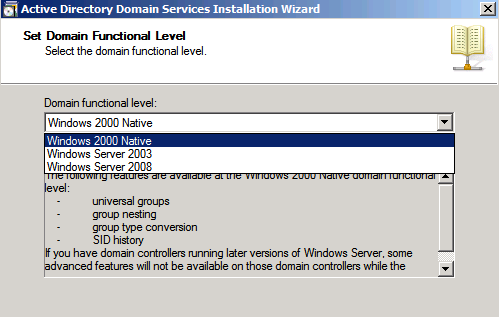 Active Directory Domain Services Installation Wizard
Set Domain Functional Level
Select the domain functional level.
Domain functional level:
Windows 2000 Native
Windows 2000 Native
Windows Server 2003
Windows Server 2008
The following features are available at the Windows 2000 Native domain functional
level:
- universal groups
- group nesting
- group type conversion
- SID history
If you have domain controllers running later versions of Windows Server, some
advanced features will not be available on those domain controllers while the